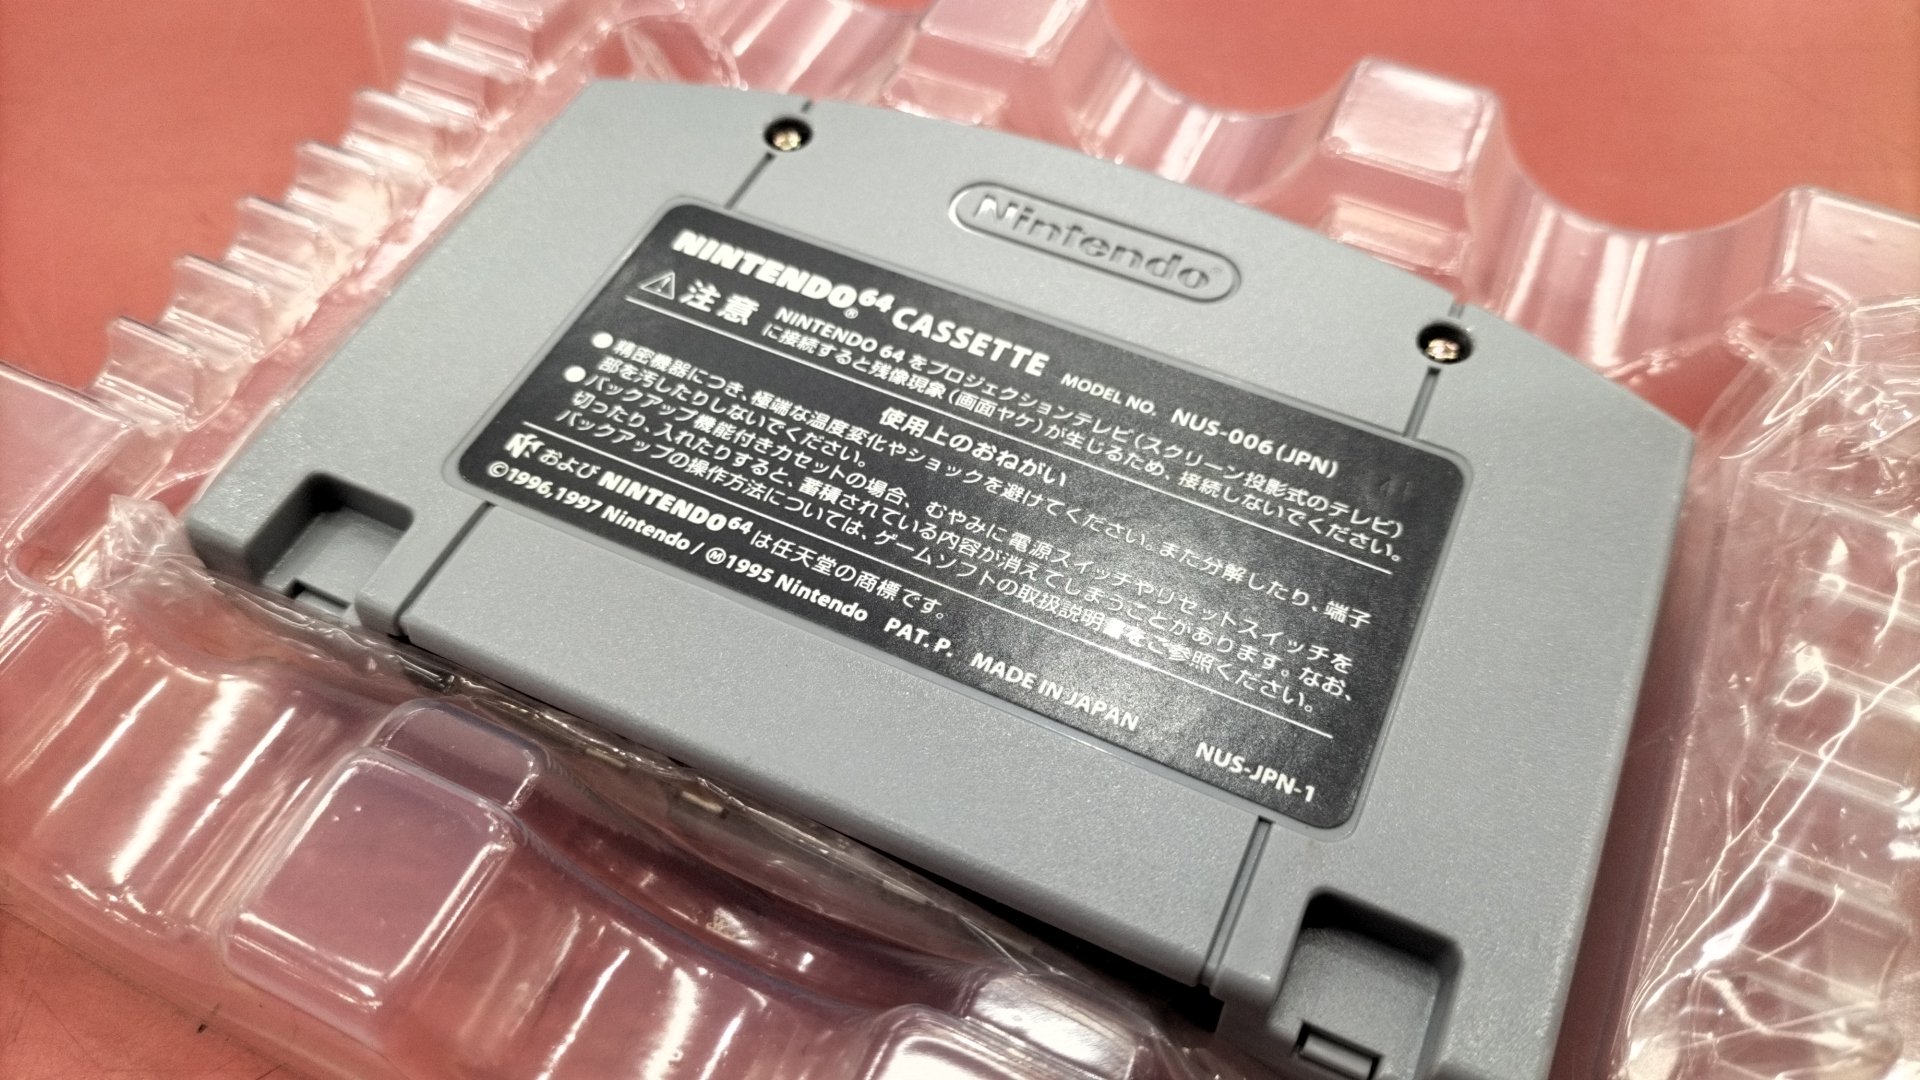 Nintendo®
NINTENDO64® CASSETTE MODEL NO. NUS-006(JPN)
⚠注意 NINTENDO 64 をプロジェクションテレビ(スクリーン投影式のテレビ)
に接続すると残像現象(画面ヤケ)が生じるため、接続しないでください。
使用上のおねがい
●精密機器につき、極端な温度変化やショックを避けてください。また分解したり、端子
部を汚したりしないでください。
●バックアップ機能付きカセットの場合、むやみに電源スイッチやリセットスイッチを
切ったり、入れたりすると、蓄積されている内容が消えてしまうことがあります。なお、
バックアップの操作方法については、ゲームソフトの取扱説明書をご参照ください。
および NINTENDO64 は任天堂の商標です。
©1996,1997 Nintendo / Ⓜ1995 Nintendo PAT. P. MADE IN JAPAN
NUS-JPN-1